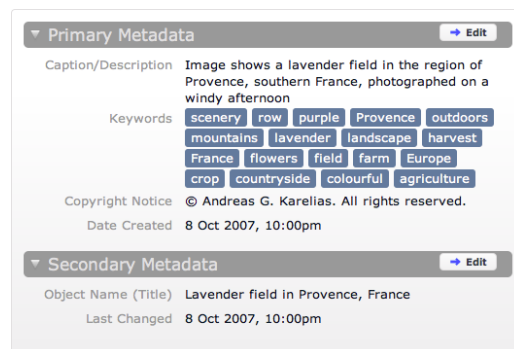 Primary Metadata
Edit
Caption/Description Image shows a lavender field in the region of
Provence, southern France, photographed on a
windy afternoon
Keywords scenery row purple Provence outdoors
mountains lavender landscape harvest
France flowers field farm Europe
crop countryside colourful agriculture
Copyright Notice © Andreas G. Karelias. All rights reserved.
Date Created 8 Oct 2007, 10:00pm
Secondary Metadata
Edit
Object Name (Title) Lavender field in Provence, France
Last Changed 8 Oct 2007, 10:00pm